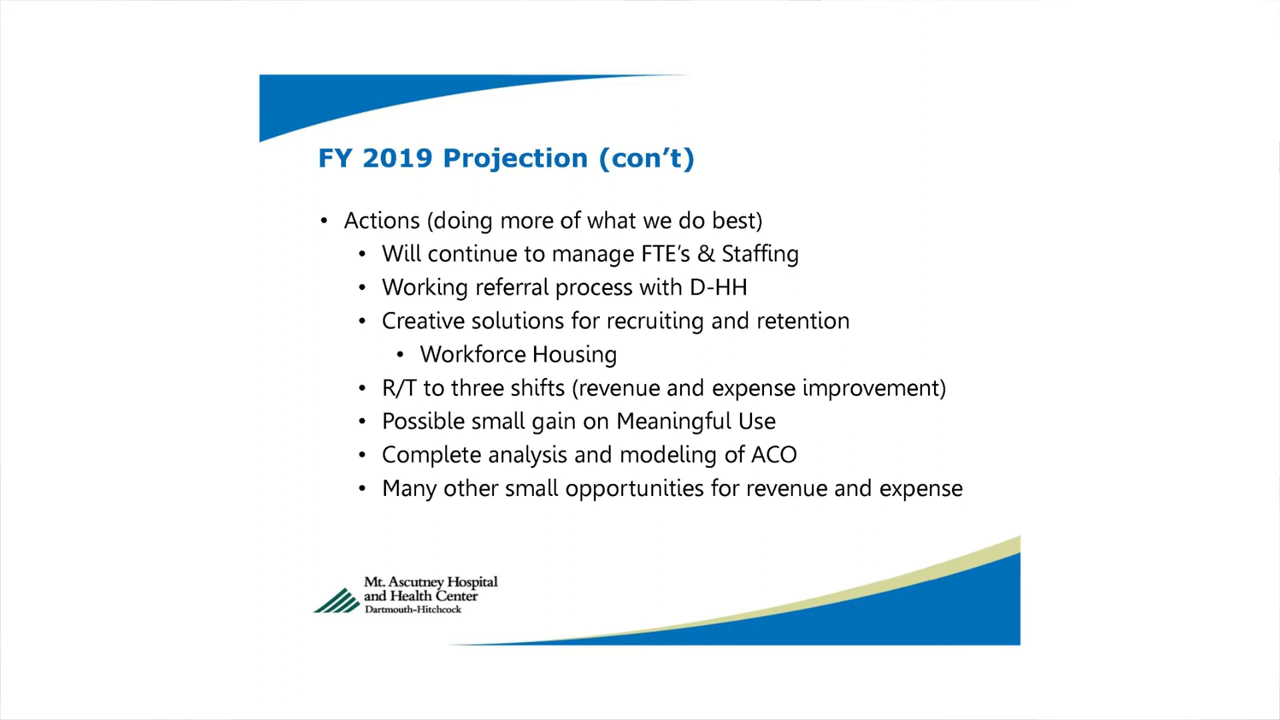 FY 2019 Projection (con’t)
• Actions (doing more of what we do best)
• Will continue to manage FTE’s & Staffing
• Working referral process with D-HH
• Creative solutions for recruiting and retention
• Workforce Housing
• R/T to three shifts (revenue and expense improvement)
• Possible small gain on Meaningful Use
• Complete analysis and modeling of ACO
• Many other small opportunities for revenue and expense
Mt. Ascutney Hospital
and Health Center
Dartmouth-Hitchcock